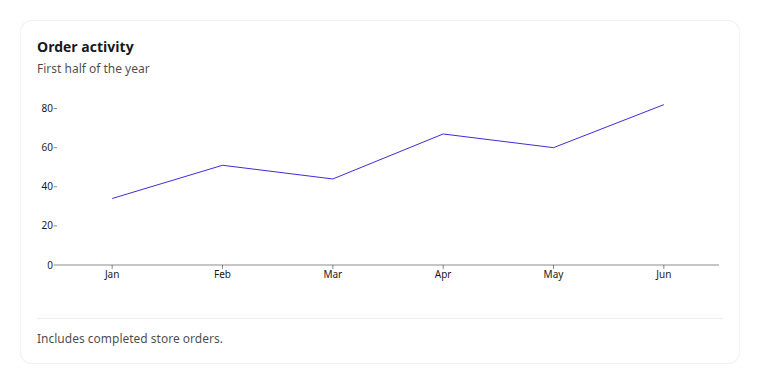 Order activity
First half of the year
80
60
40
20
0
Jan Feb Mar Apr May Jun
Includes completed store orders.